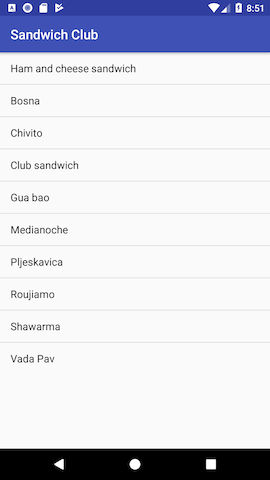 8:51
Sandwich Club
Ham and cheese sandwich
Bosna
Chivito
Club sandwich
Gua bao
Medianoche
Pljeskavica
Roujiamo
Shawarma
Vada Pav